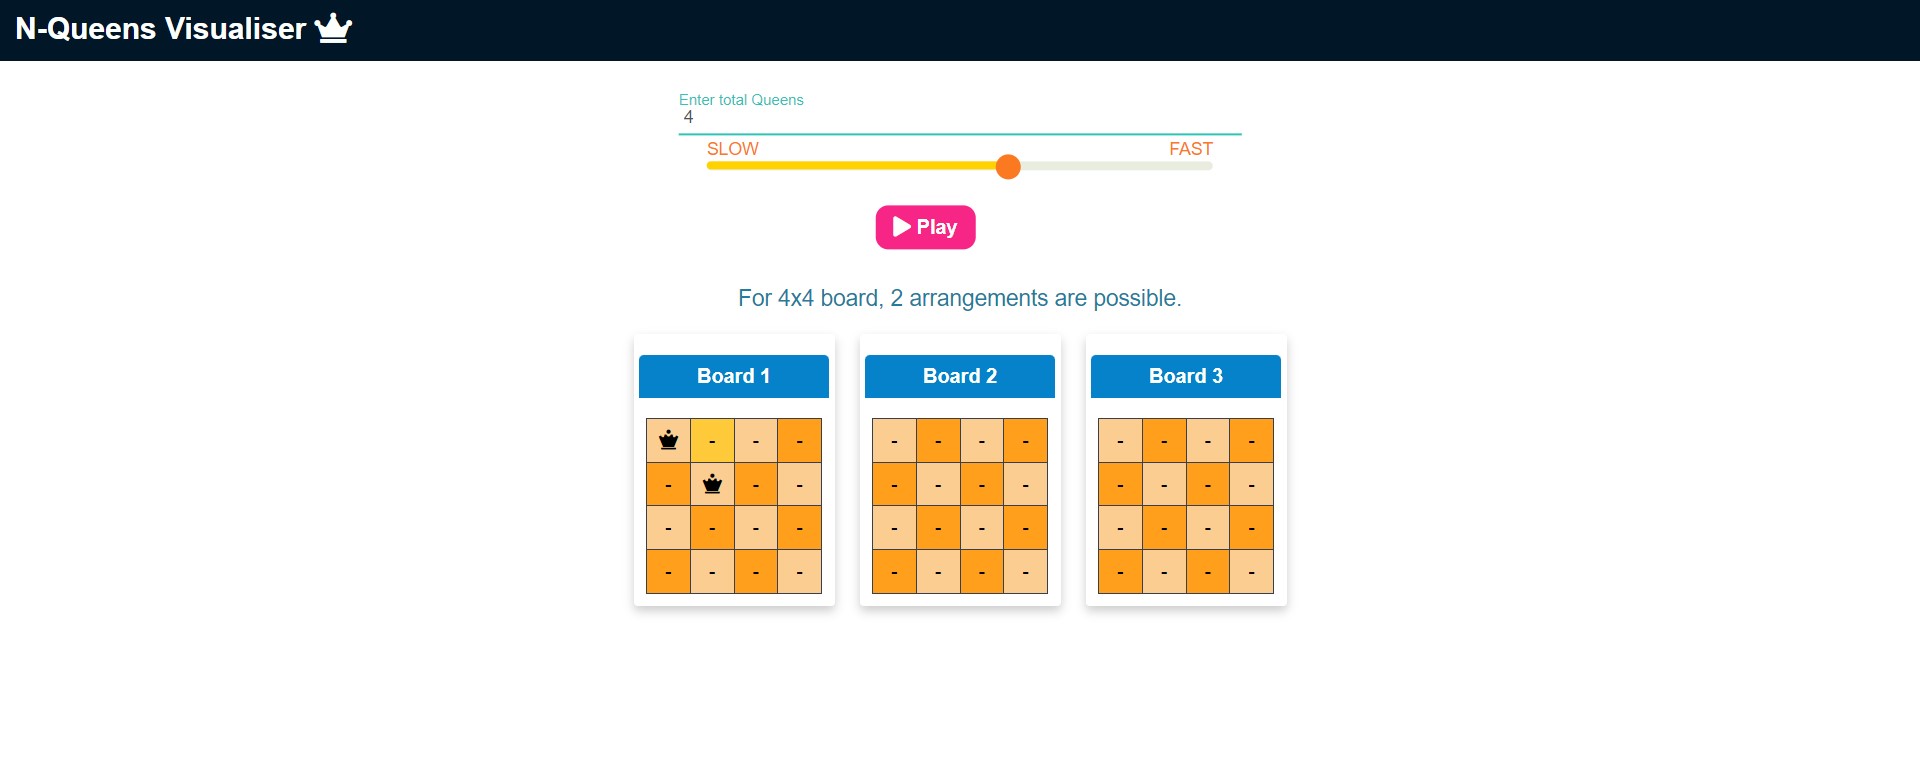 N-Queens Visualiser
Enter total Queens
4
SLOW FAST
Play
For 4x4 board, 2 arrangements are possible.
Board 1 Board 2 Board 3
- - - - - - - - - - -
- - - - - - - - - - -
- - - - - - - - - - - -
- - - - - - - - - - - -